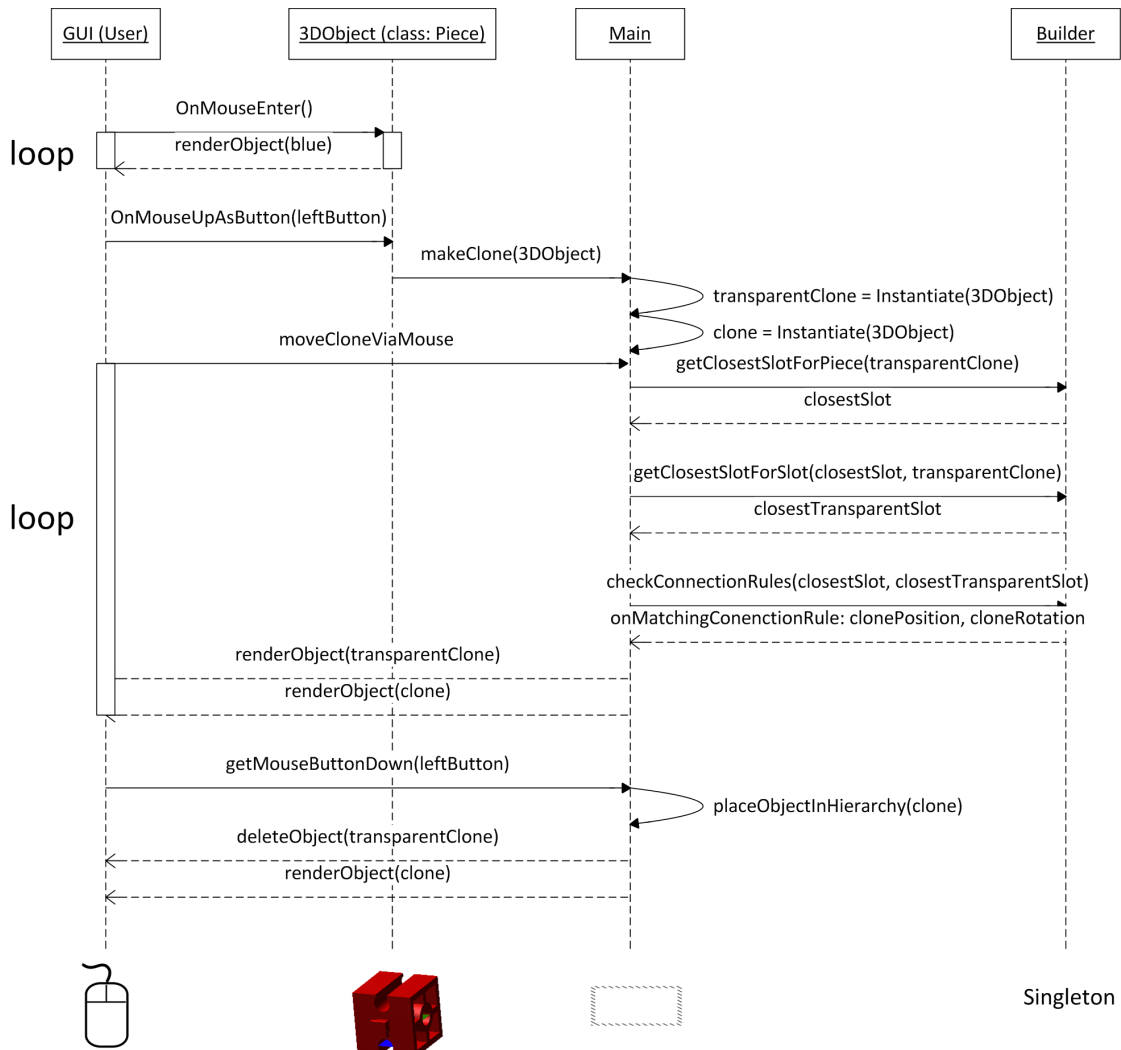 GUI (User)
3DObject (class: Piece)
Main
Builder
OnMouseEnter()
renderObject(blue)
loop
OnMouseUpAsButton(leftButton)
makeClone(3DObject)
transparentClone = Instantiate(3DObject)
clone = Instantiate(3DObject)
moveCloneViaMouse
getClosestSlotForPiece(transparentClone)
closestSlot
getClosestSlotForSlot(closestSlot, transparentClone)
closestTransparentSlot
loop
checkConnectionRules(closestSlot, closestTransparentSlot)
onMatchingConenctionRule: clonePosition, cloneRotation
renderObject(transparentClone)
renderObject(clone)
getMouseButtonDown(leftButton)
placeObjectInHierarchy(clone)
deleteObject(transparentClone)
renderObject(clone)
Singleton